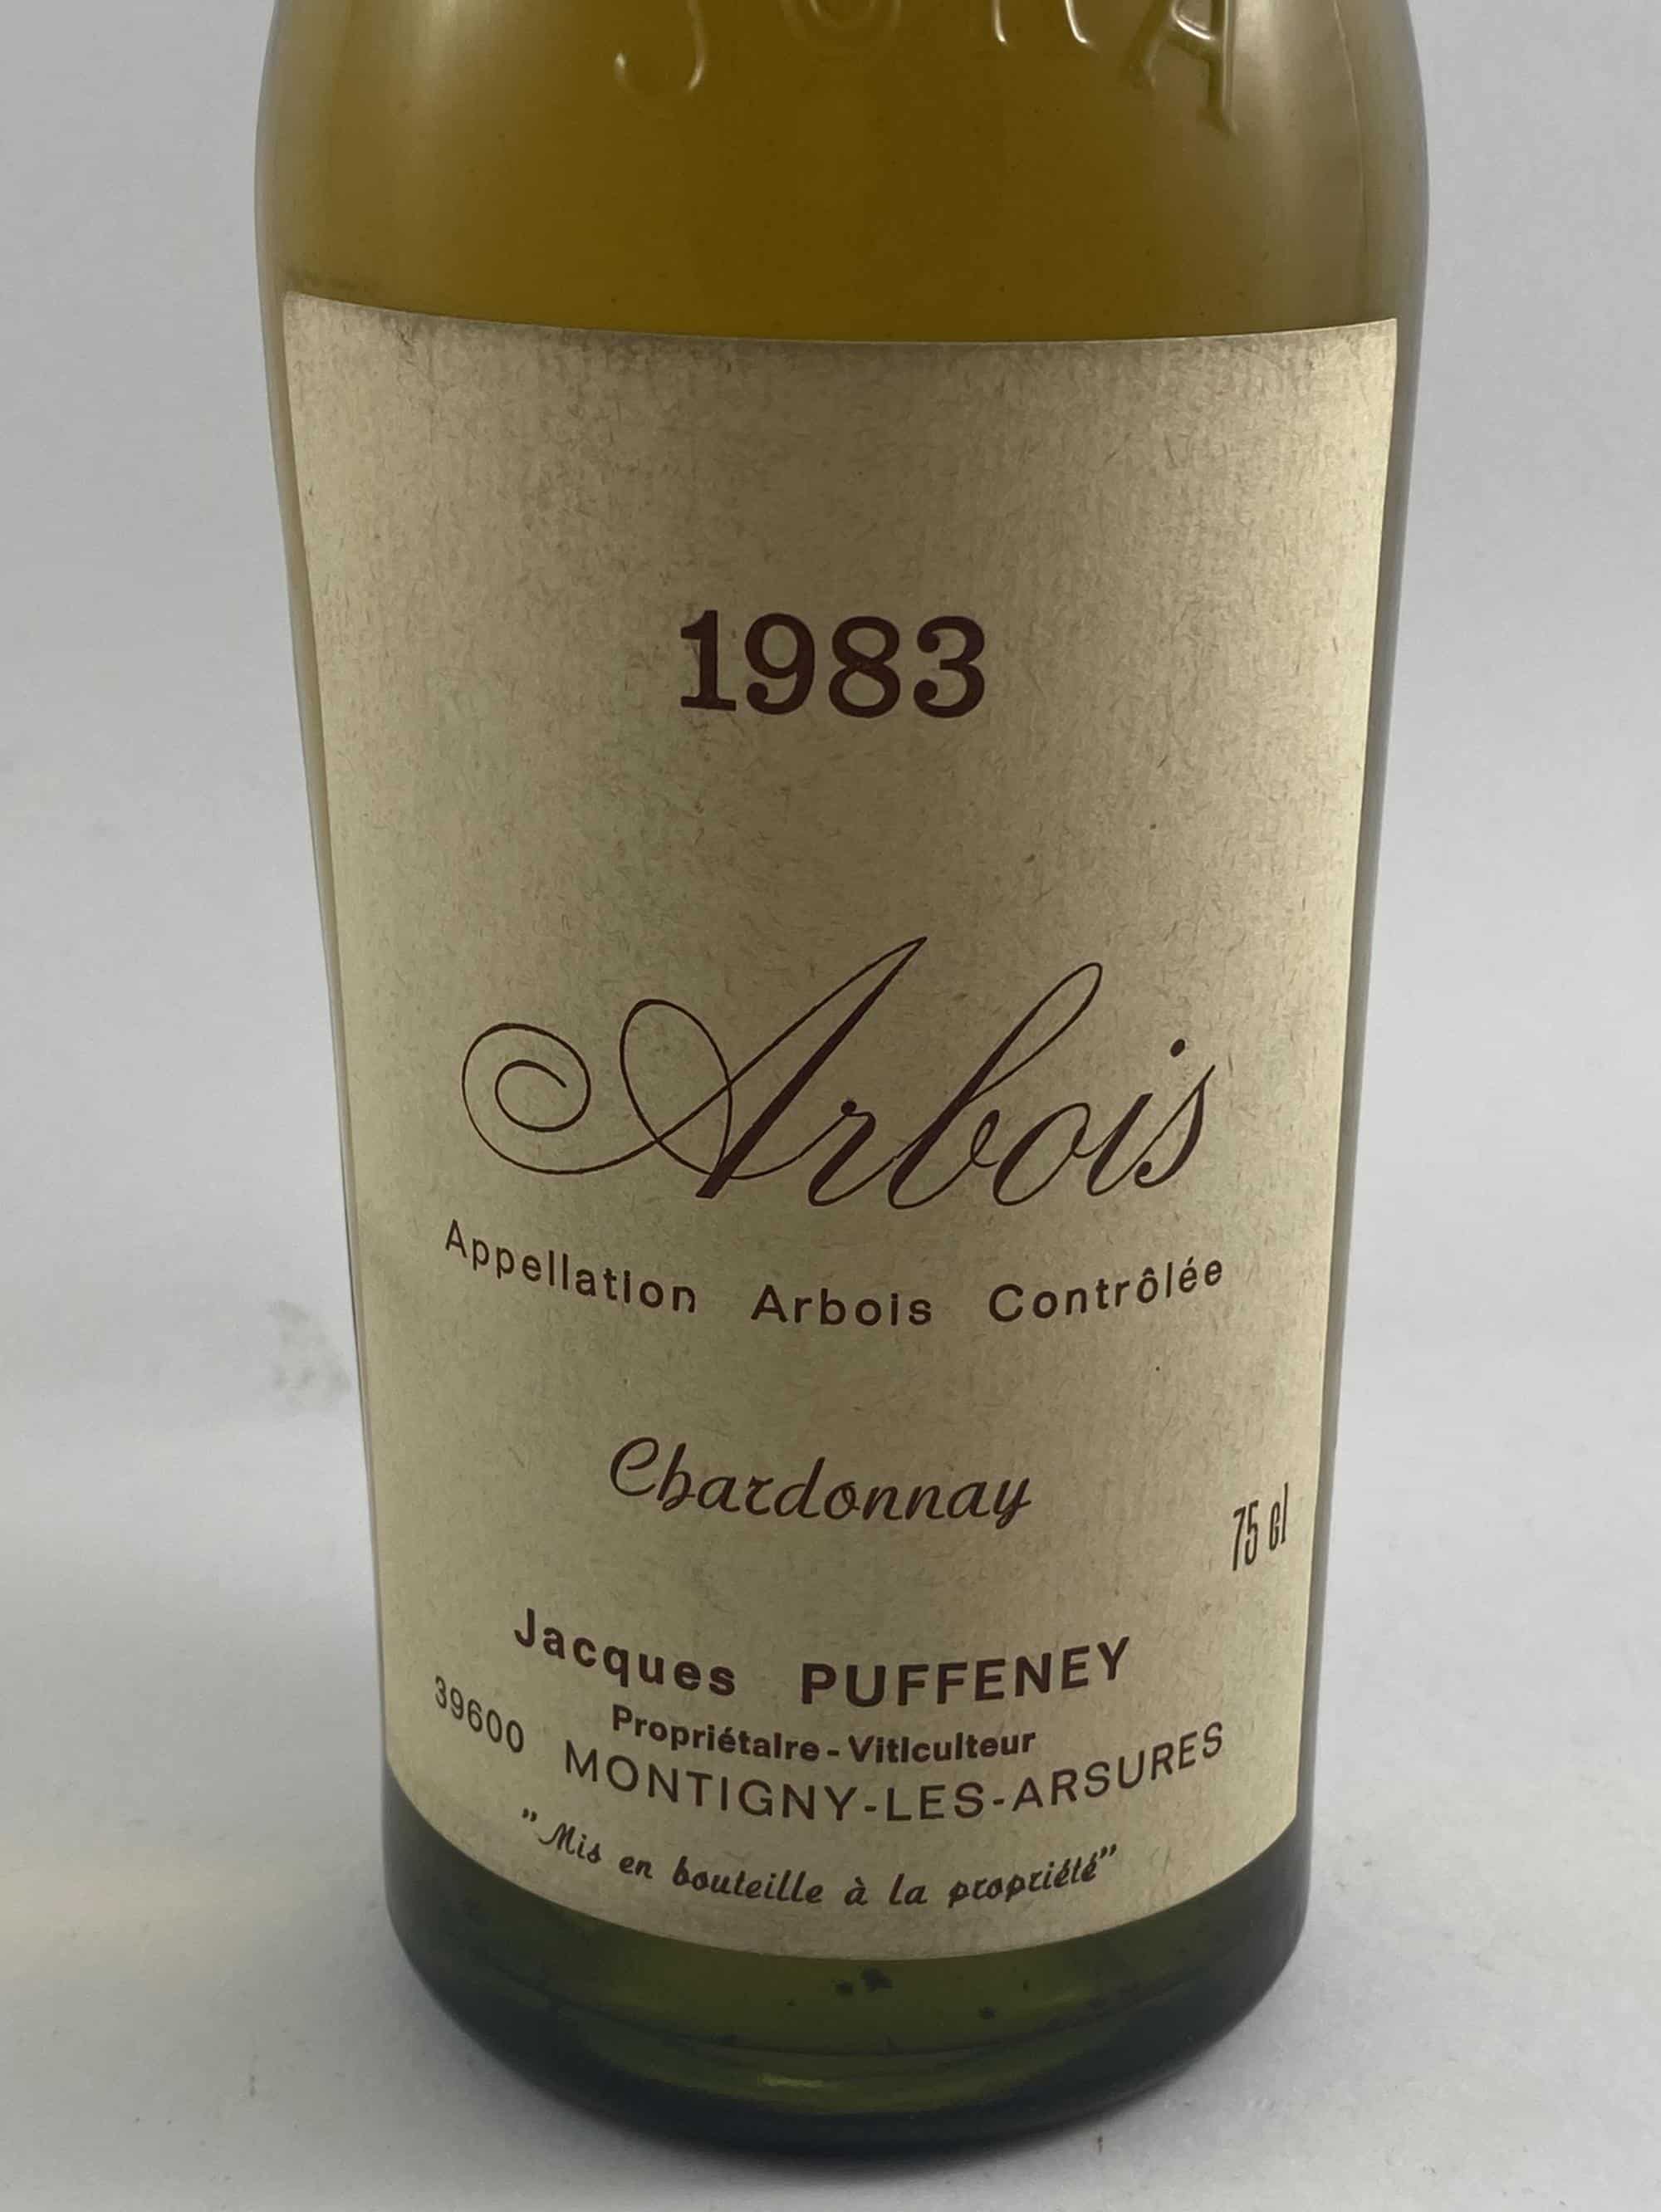 JURA
1983
Arbois
Appellation Arbois Contrôlée
Chardonnay
75 cl
Jacques PUFFENEY
Propriétaire-Viticulteur
39600 MONTIGNY-LES-ARSURES
"Mis en bouteille à la propriété"